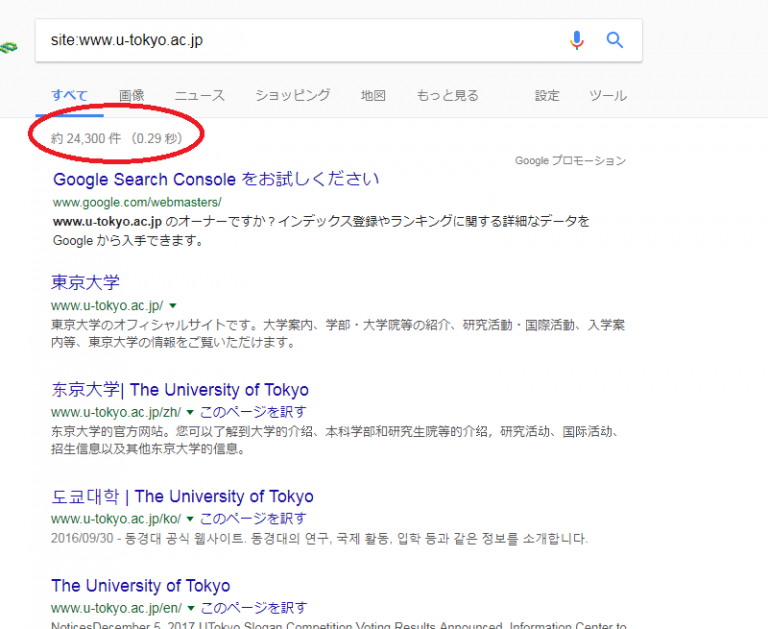 site:www.u-tokyo.ac.jp
すべて 画像 ニュース ショッピング 地図 もっと見る 設定 ツール
約 24,300 件 （0.29 秒）
Google プロモーション
Google Search Console をお試しください
www.google.com/webmasters/
www.u-tokyo.ac.jp のオーナーですか？インデックス登録やランキングに関する詳細なデータを
Google から入手できます。
東京大学
www.u-tokyo.ac.jp/
東京大学のオフィシャルサイトです。大学案内、学部・大学院等の紹介、研究活動・国際活動、入学案
内等、東京大学の情報をご覧いただけます。
东京大学| The University of Tokyo
www.u-tokyo.ac.jp/zh/ このページを訳す
东京大学的官方网站。您可以了解到大学的介绍、本科学部和研究生院等的介绍，研究活动、国际活动、
招生信息以及其他东京大学的信息。
도쿄대학 | The University of Tokyo
www.u-tokyo.ac.jp/ko/ このページを訳す
2016/09/30 - 동경대 공식 웹사이트. 동경대의 연구, 국제 활동, 입학 등과 같은 정보를 소개합니다.
The University of Tokyo
www.u-tokyo.ac.jp/en/ このページを訳す
NoticesDecember 5, 2017 UTokyo Slogan Competition Voting Results Announced. Information Center to